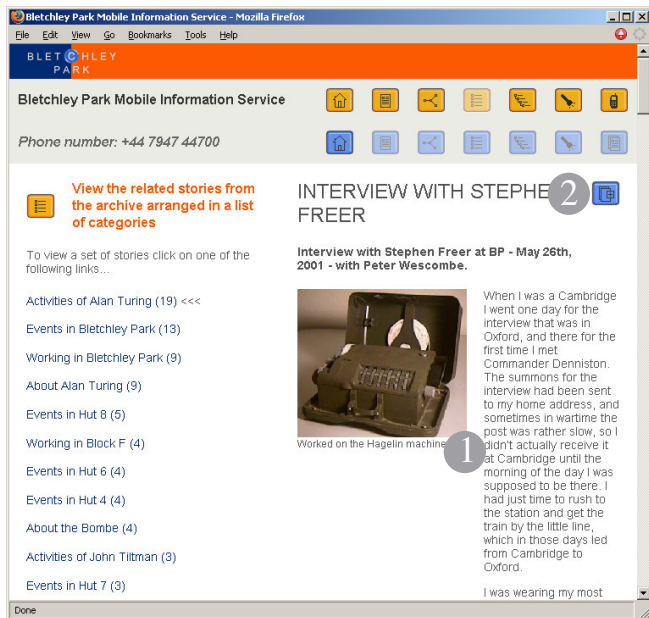 Bletchley Park Mobile Information Service - Mozilla Firefox
File Edit View Go Bookmarks Tools Help
BLETCHLEY
PARK
Bletchley Park Mobile Information Service
Phone number: +44 7947 44700
View the related stories from
the archive arranged in a list
of categories
To view a set of stories click on one of the
following links...
Activities of Alan Turing (19) <<<
Events in Bletchley Park (13)
Working in Bletchley Park (9)
About Alan Turing (9)
Events in Hut 8 (5)
Working in Block F (4)
Events in Hut 6 (4)
Events in Hut 4 (4)
About the Bombe (4)
Activities of John Tiltman (3)
Events in Hut 7 (3)
INTERVIEW WITH STEPHE
2
FREER
Interview with Stephen Freer at BP - May 26th,
2001 - with Peter Wescombe.
Worked on the Hagelin machine
1
When I was a Cambridge
I went one day for the
interview that was in
Oxford, and there for the
first time I met
Commander Denniston.
The summons for the
interview had been sent
to my home address, and
sometimes in wartime the
post was rather slow, so I
didn't actually receive it
at Cambridge until the
morning of the day I was
supposed to be there. I
had just time to rush to
the station and get the
train by the little line,
which in those days led
from Cambridge to
Oxford.
I was wearing my most
Done